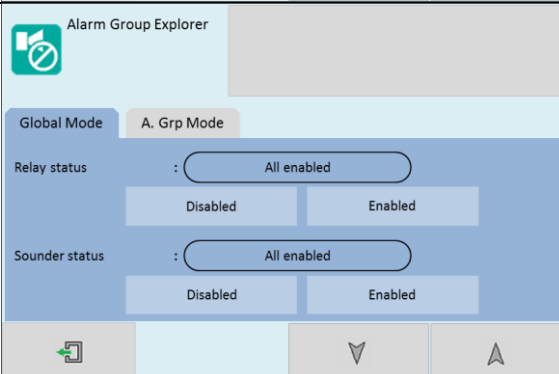 Alarm Group Explorer
Global Mode A. Grp Mode
Relay status : All enabled
Disabled Enabled
Sounder status : All enabled
Disabled Enabled